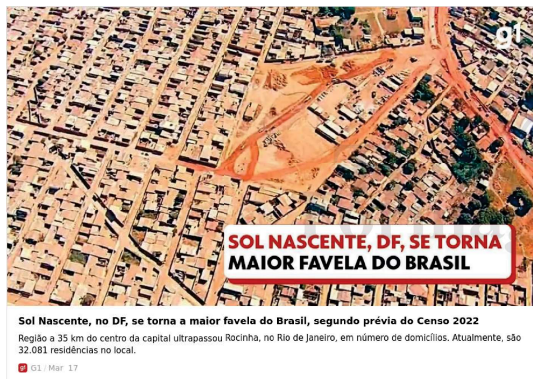 g1
SOL NASCENTE, DF, SE TORNA
MAIOR FAVELA DO BRASIL
Sol Nascente, no DF, se torna a maior favela do Brasil, segundo prévia do Censo 2022
Região a 35 km do centro da capital ultrapassou Rocinha, no Rio de Janeiro, em número de domicílios. Atualmente, são
32.081 residências no local.
g1 G1 / Mar 17